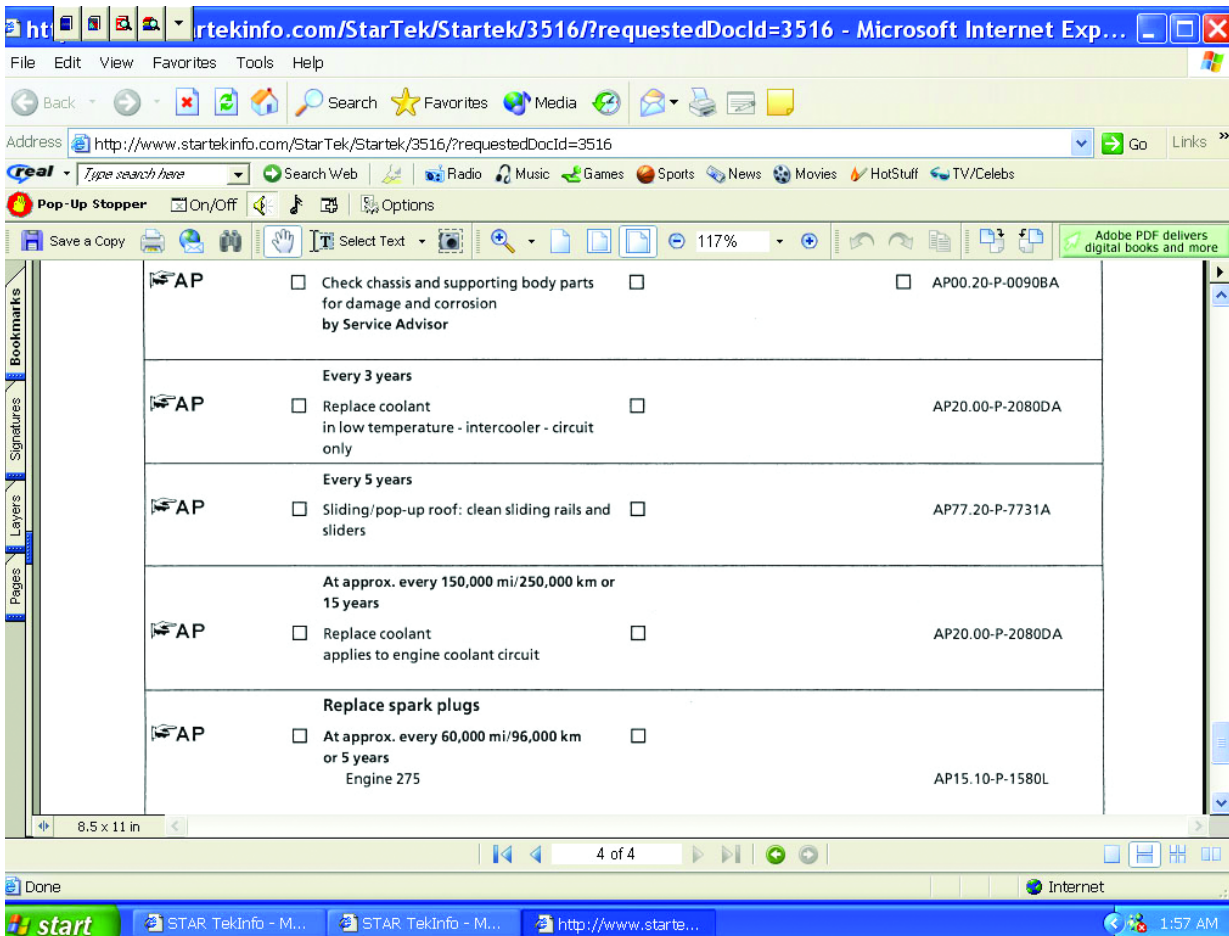 ht rtekinfo.com/StarTek/Startek/3516/?requestedDocId=3516 - Microsoft Internet Exp...
File Edit View Favorites Tools Help
Back Search Favorites Media
Address http://www.startekinfo.com/StarTek/Startek/3516/?requestedDocId=3516 Go Links »
real Type search here Search Web Radio Music Games Sports News Movies HotStuff TV/Celebs
Pop-Up Stopper On/Off Options
Save a Copy Select Text 117% Adobe PDF delivers
digital books and more
Bookmarks
Signatures
Layers
Pages
AP Check chassis and supporting body parts AP00.20-P-0090BA
for damage and corrosion
by Service Advisor
Every 3 years
AP Replace coolant AP20.00-P-2080DA
in low temperature - intercooler - circuit
only
Every 5 years
AP Sliding/pop-up roof: clean sliding rails and AP77.20-P-7731A
sliders
At approx. every 150,000 mi/250,000 km or
15 years
AP Replace coolant AP20.00-P-2080DA
applies to engine coolant circuit
Replace spark plugs
AP At approx. every 60,000 mi/96,000 km
or 5 years
Engine 275 AP15.10-P-1580L
8.5 x 11 in
4 of 4
Done Internet
start STAR TekInfo - M... STAR TekInfo - M... http://www.starte... 1:57 AM